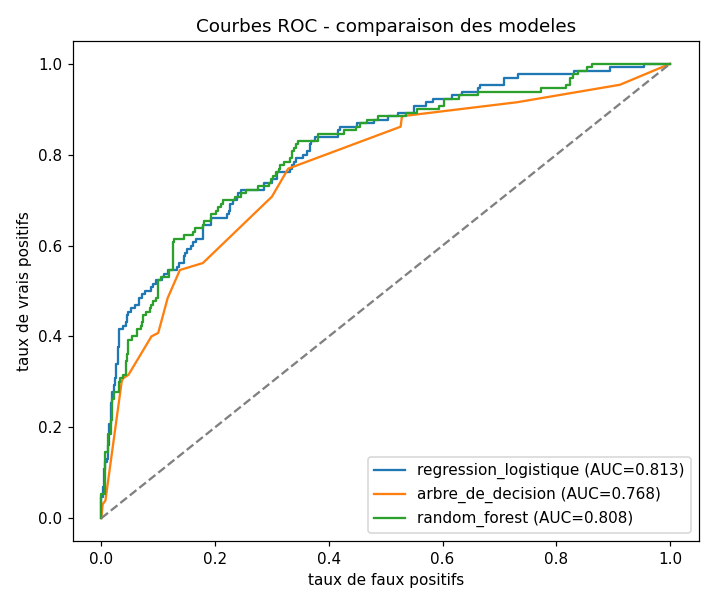 Courbes ROC - comparaison des modeles
1.0
0.8
0.6
0.4
0.2
0.0
taux de vrais positifs
regression_logistique (AUC=0.813)
arbre_de_decision (AUC=0.768)
random_forest (AUC=0.808)
0.0 0.2 0.4 0.6 0.8 1.0
taux de faux positifs